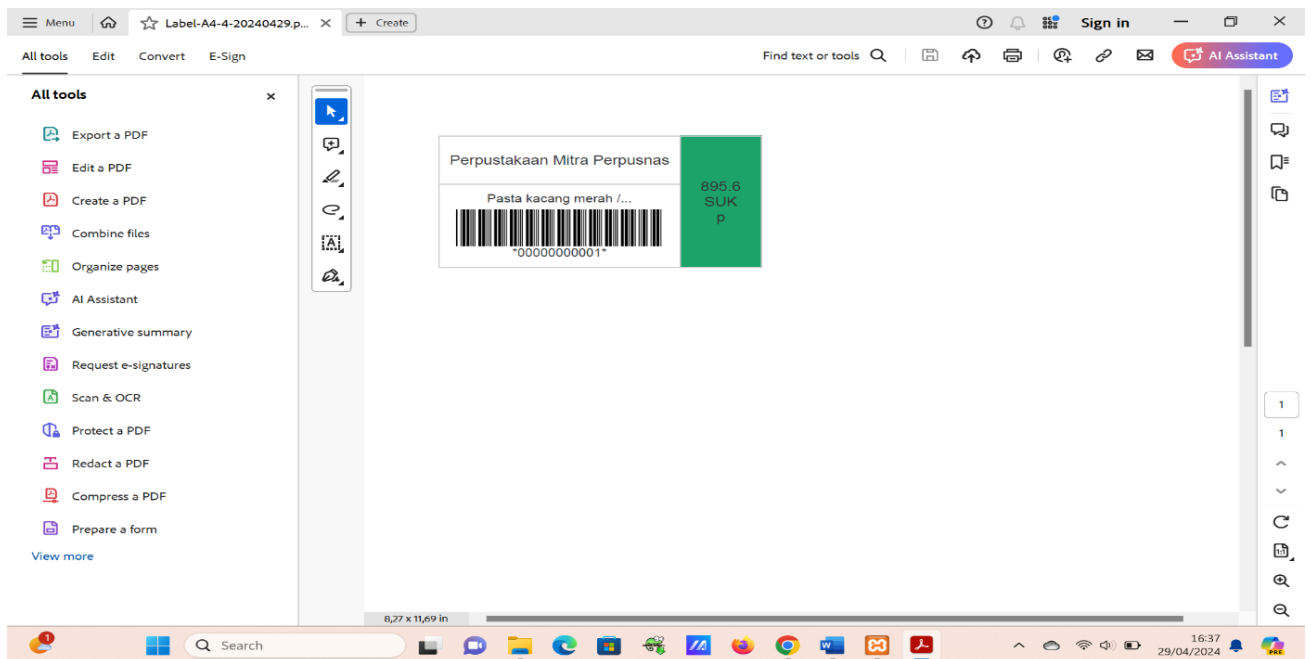 Menu
Label-A4-4-20240429.p...
Create
Sign in
All tools Edit Convert E-Sign
Find text or tools
AI Assistant
All tools
Export a PDF
Edit a PDF
Create a PDF
Combine files
Organize pages
AI Assistant
Generative summary
Request e-signatures
Scan & OCR
Protect a PDF
Redact a PDF
Compress a PDF
Prepare a form
View more
Perpustakaan Mitra Perpusnas
Pasta kacang merah /...
*00000000001*
895.6
SUK
p
1
1
8,27 x 11,69 in
1
Search
16:37
29/04/2024
PRE